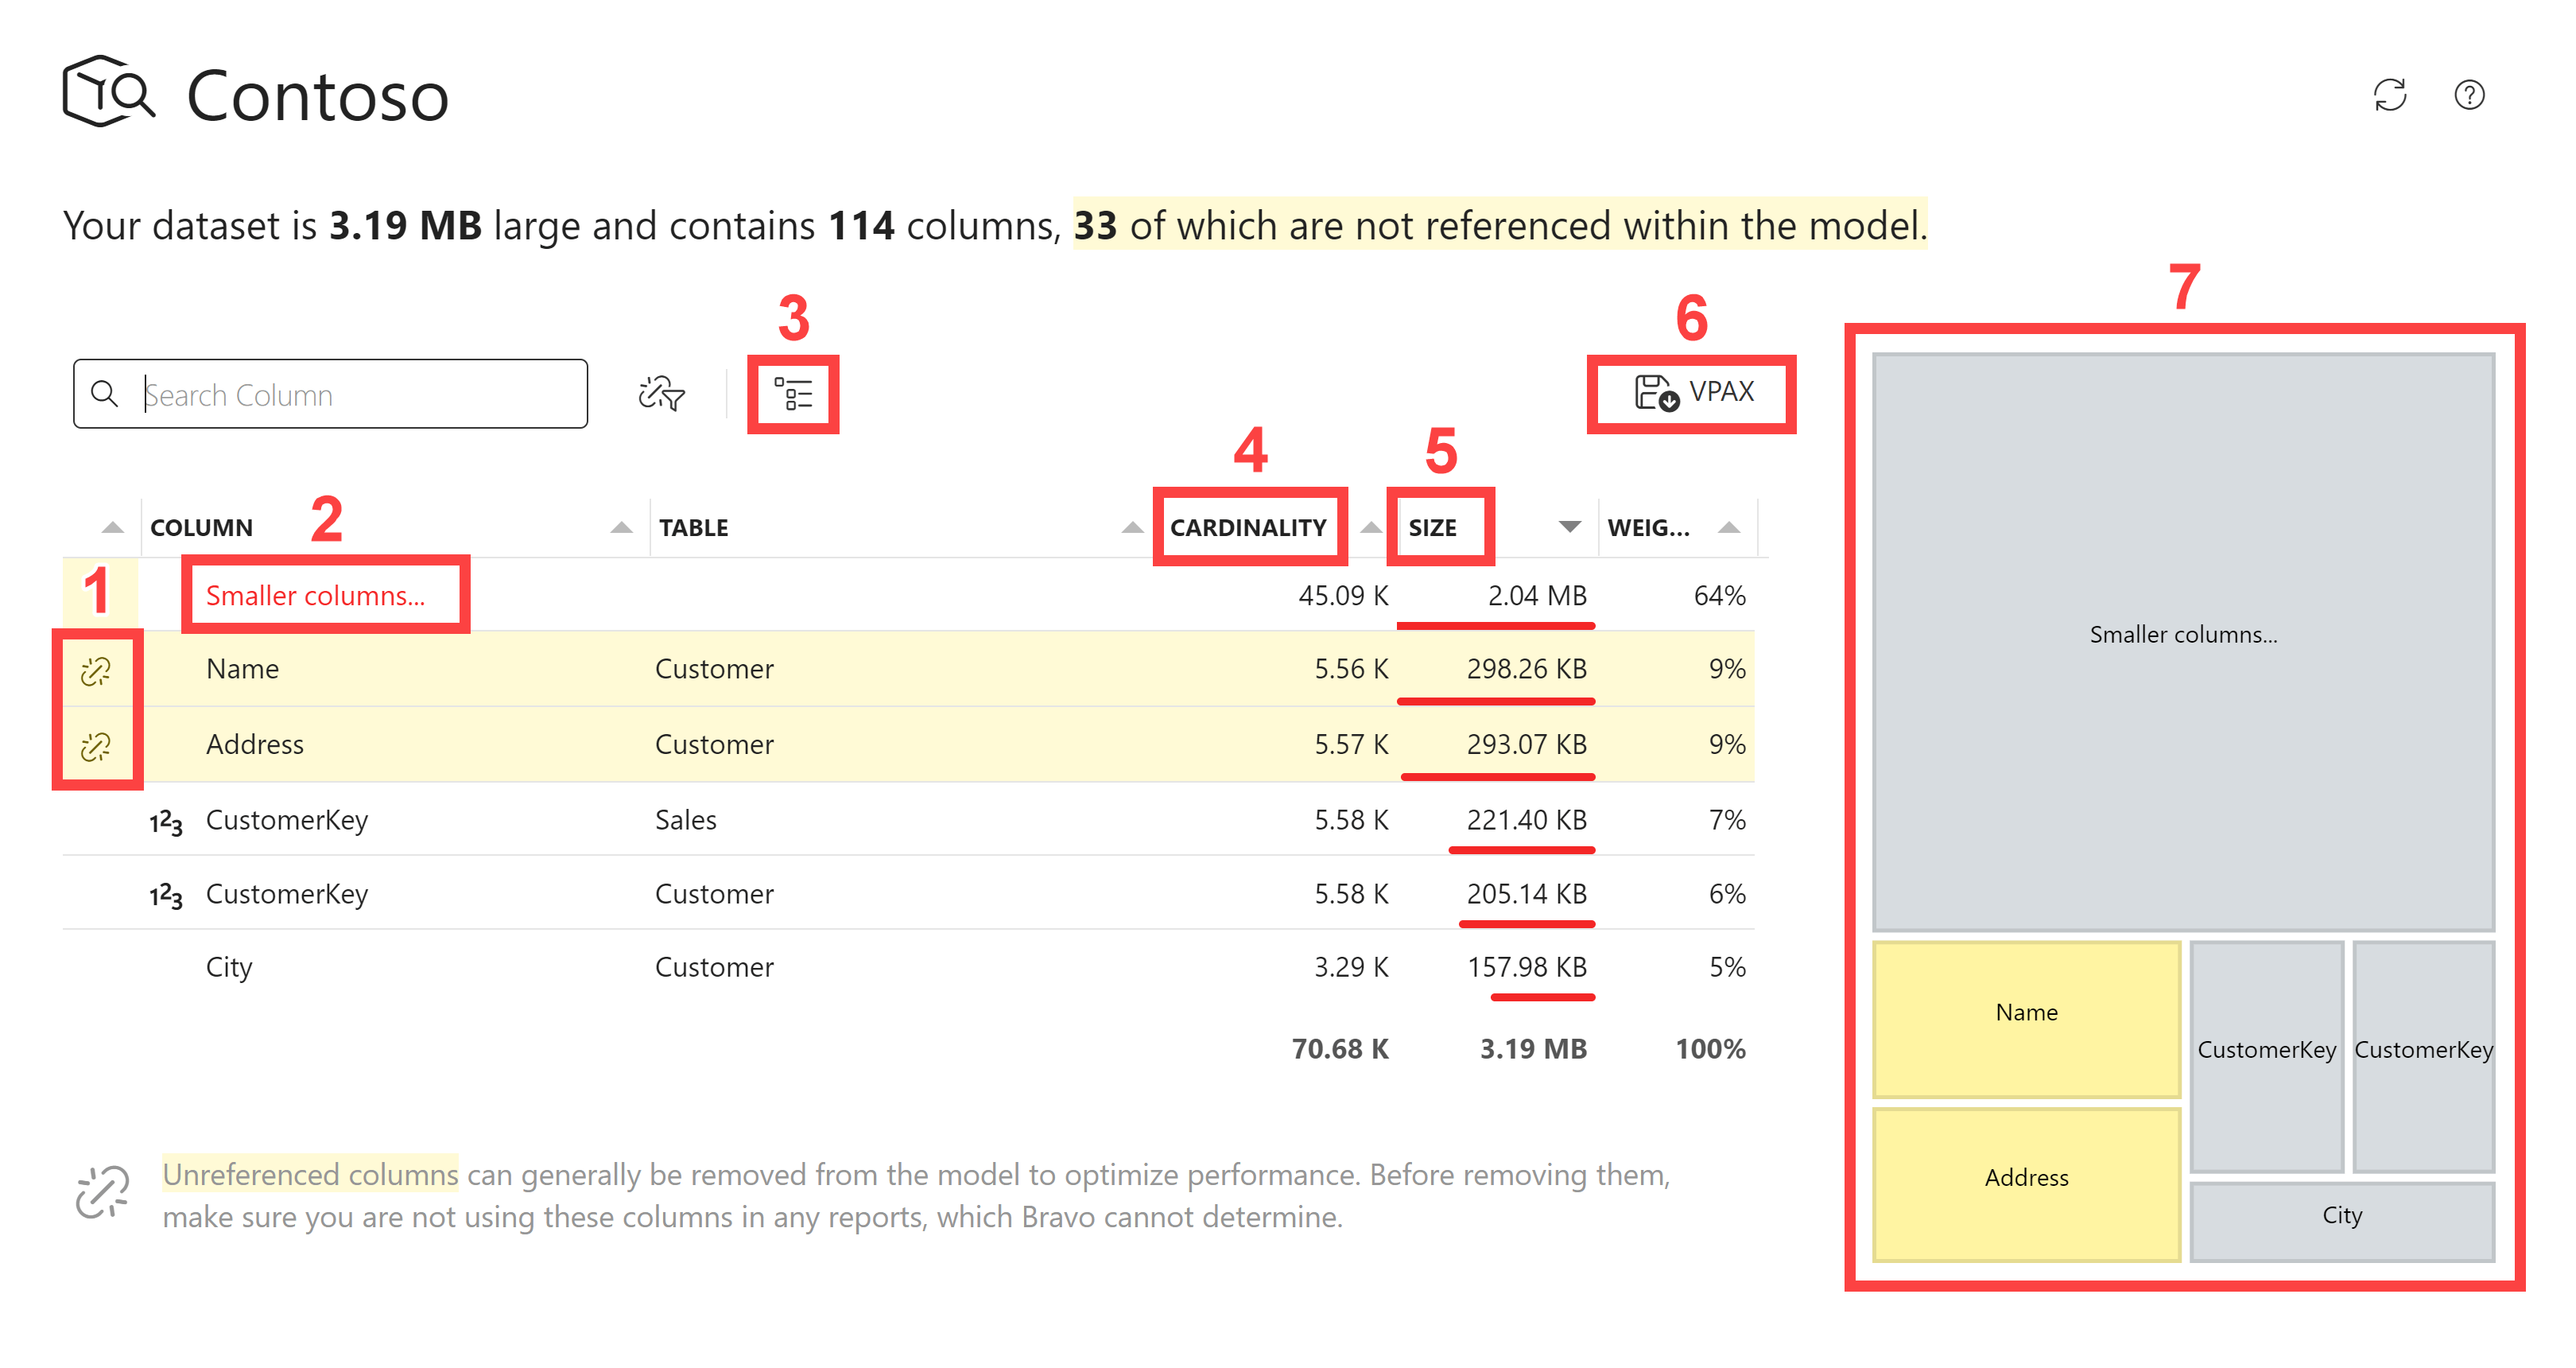 Contoso
Your dataset is 3.19 MB large and contains 114 columns, 33 of which are not referenced within the model.
3
6
7
Search Column
VPAX
4
5
2
COLUMN
TABLE
CARDINALITY
SIZE
WEIG...
1
Smaller columns...
45.09 K
2.04 MB
64%
Name
Customer
5.56 K
298.26 KB
9%
Address
Customer
5.57 K
293.07 KB
9%
123
CustomerKey
Sales
5.58 K
221.40 KB
7%
123
CustomerKey
Customer
5.58 K
205.14 KB
6%
City
Customer
3.29 K
157.98 KB
5%
70.68 K
3.19 MB
100%
Unreferenced columns can generally be removed from the model to optimize performance. Before removing them,
make sure you are not using these columns in any reports, which Bravo cannot determine.
Smaller columns...
Name
CustomerKey
CustomerKey
Address
City